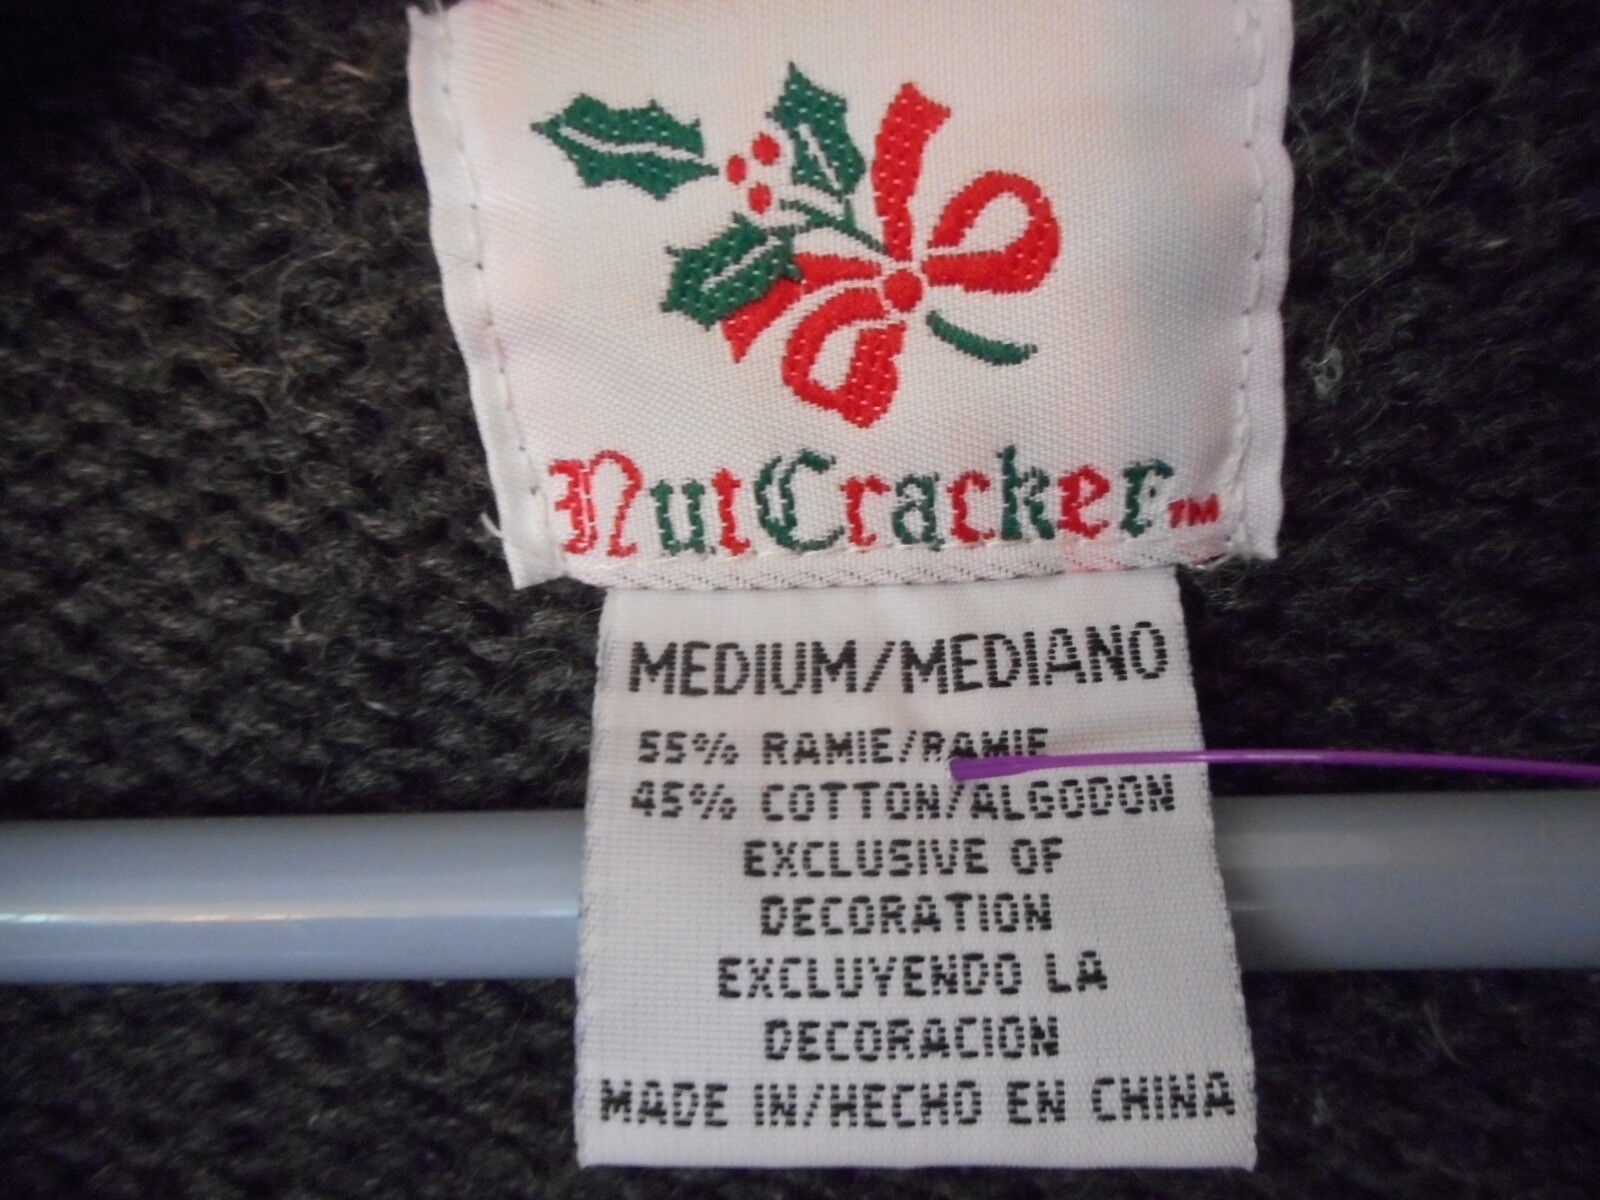 NutCracker™
MEDIUM/MEDIANO
55% RAMIE/RAMIE
45% COTTON/ALGODON
EXCLUSIVE OF
DECORATION
EXCLUYENDO LA
DECORACION
MADE IN/HECHO EN CHINA